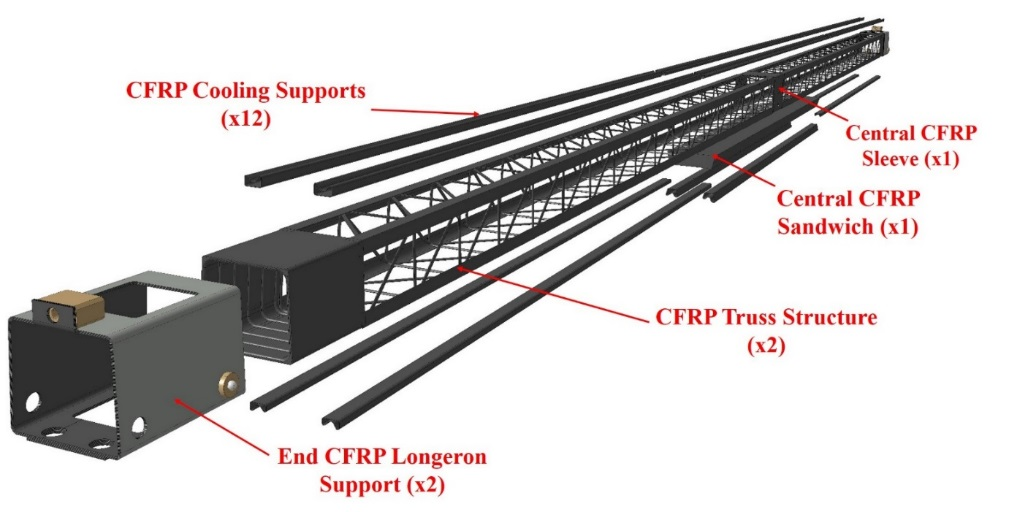 CFRP Cooling Supports
(x12)
Central CFRP
Sleeve (x1)
Central CFRP
Sandwich (x1)
CFRP Truss Structure
(x2)
End CFRP Longeron
Support (x2)